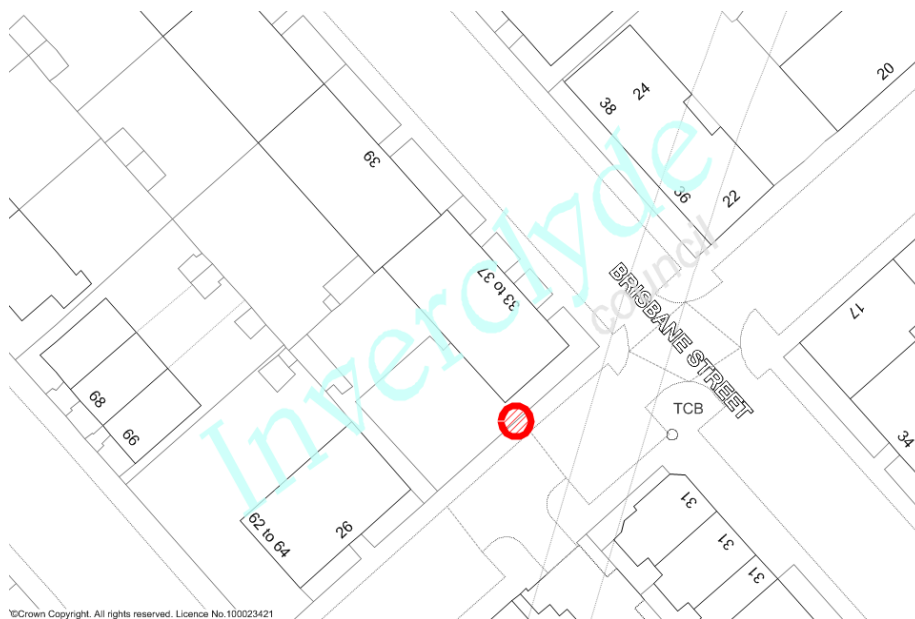 20
24
38
39
36
22
Inverclyde
council
33 to 37
BRISBANE STREET
17
68
66
TCB
34
31
31
31
62 to 64
26
©Crown Copyright. All rights reserved. Licence No.100023421